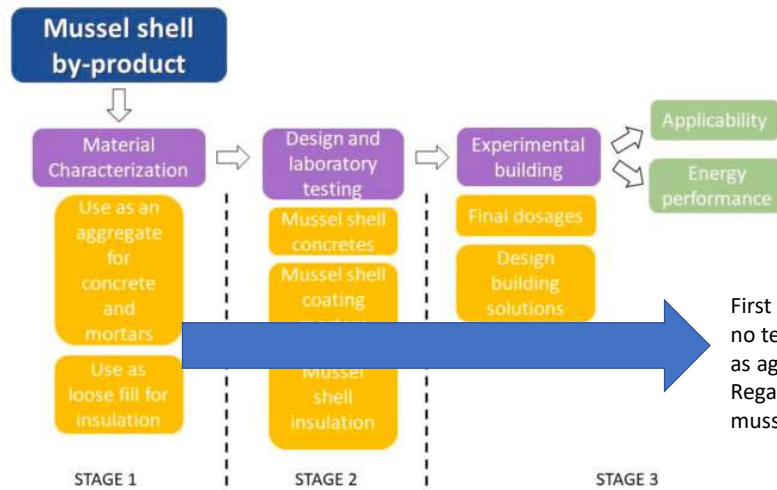 Mussel shell
by-product
Material
Characterization
Design and
laboratory
testing
Experimental
building
Applicability
Energy
performance
Use as an
aggregate
for
concrete
and
mortars
Use as
loose fill for
insulation
Mussel shell
concretes
Mussel shell
coating
Mussel
shell
insulation
Final dosages
Design
building
solutions
First
no te
as ag
Rega
muss
STAGE 1
STAGE 2
STAGE 3